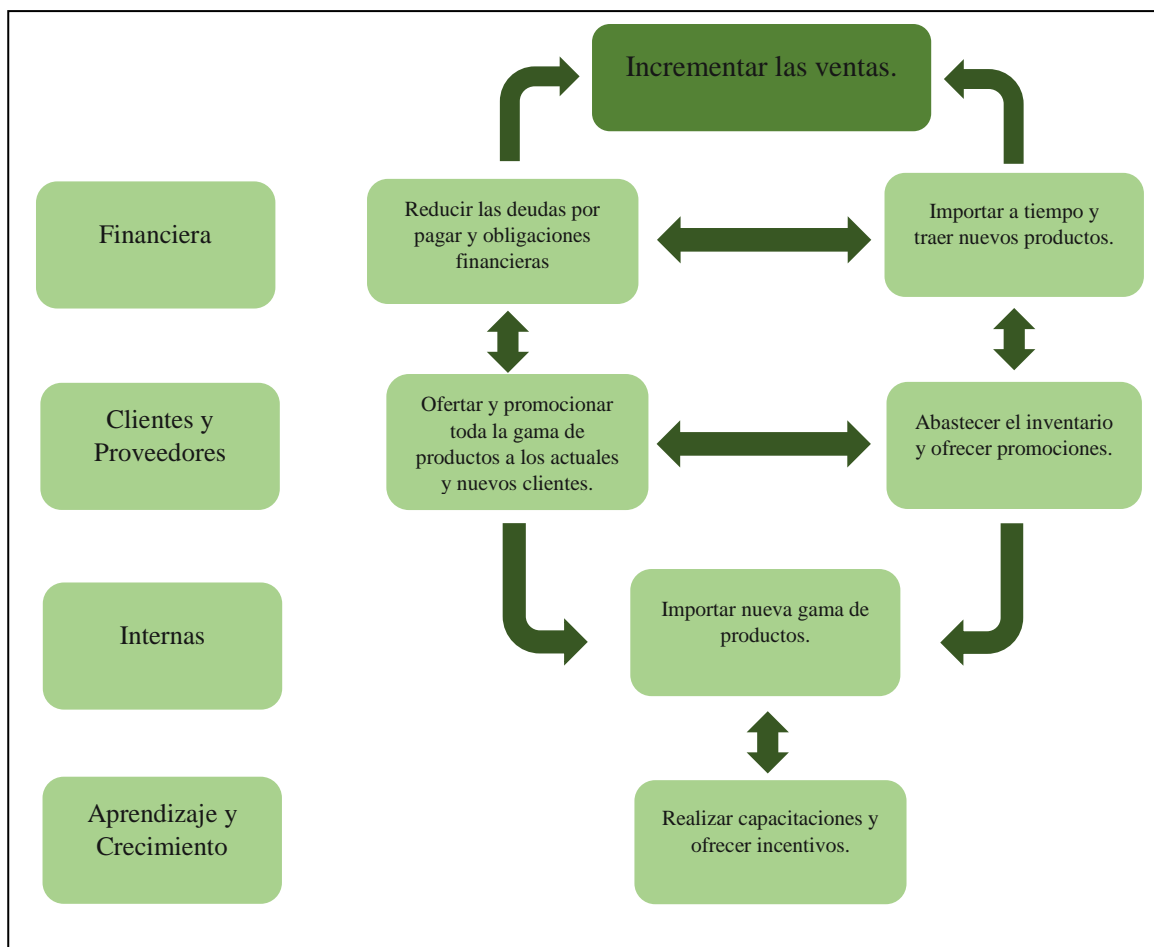 Incrementar las ventas.
Financiera
Reducir las deudas por
pagar y obligaciones
financieras
Importar a tiempo y
traer nuevos productos.
Clientes y
Proveedores
Ofertar y promocionar
toda la gama de
productos a los actuales
y nuevos clientes.
Abastecer el inventario
y ofrecer promociones.
Internas
Importar nueva gama de
productos.
Aprendizaje y
Crecimiento
Realizar capacitaciones y
ofrecer incentivos.